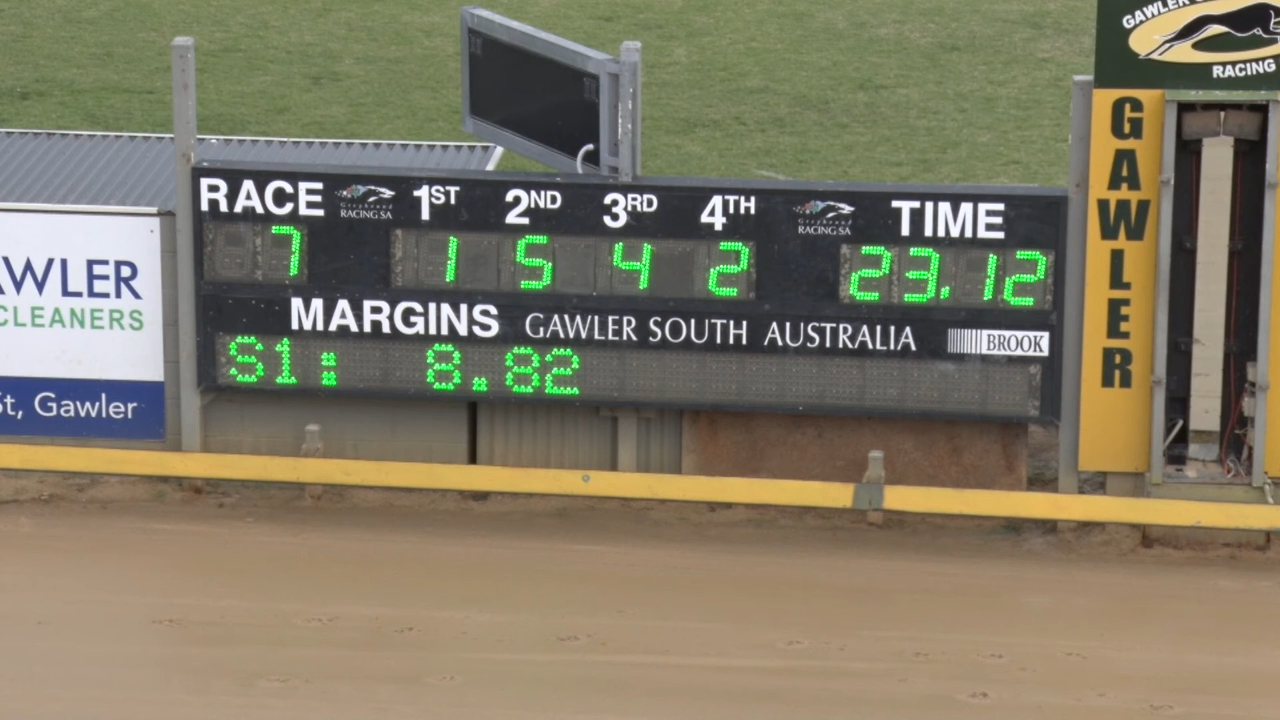 GAWLER
RACING
RACE
Greyhound
RACING SA
1ST
2ND
3RD
4TH
Greyhound
RACING SA
TIME
7
1
5
4
2
23.12
MARGINS
GAWLER SOUTH AUSTRALIA
BROOK
S1: 8.82
AWLER
CLEANERS
St, Gawler
GAWLER